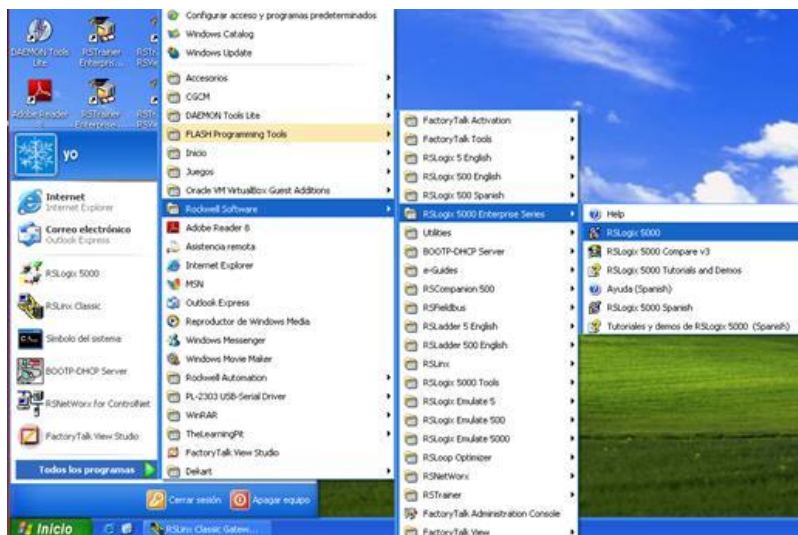 DAEMON Tools Lite
RSTrainer Enterpris...
Adobe Reader
RSTrainer Enterpris...
yo
Internet
Internet Explorer
Correo electrónico
Outlook Express
RSLogix 5000
RSLinx Classic
Símbolo del sistema
BOOTP-DHCP Server
RSNetWorx for ControlNet
FactoryTalk View Studio
Todos los programas
Cerrar sesión
Apagar equipo
Inicio
RSLinx Classic Gatew...
Configurar acceso y programas predeterminados
Windows Catalog
Windows Update
Accesorios
CGCM
DAEMON Tools Lite
FLASH Programming Tools
Inicio
Juegos
Oracle VM VirtualBox Guest Additions
Rockwell Software
Adobe Reader 8
Asistencia remota
Internet Explorer
MSN
Outlook Express
Reproductor de Windows Media
Windows Messenger
Windows Movie Maker
Rockwell Automation
PL-2303 USB-Serial Driver
WinRAR
TheLearningPit
FactoryTalk View Studio
Dekart
FactoryTalk Activation
FactoryTalk Tools
RSLogix 5 English
RSLogix 500 English
RSLogix 500 Spanish
RSLogix 5000 Enterprise Series
Utilities
BOOTP-DHCP Server
e-Guides
RSCompanion 500
RSFieldbus
RSLadder 5 English
RSLadder 500 English
RSLinx
RSLogix 5000 Tools
RSLogix Emulate 5
RSLogix Emulate 500
RSLogix Emulate 5000
RSLoop Optimizer
RSNetWorx
RSTrainer
FactoryTalk Administration Console
FactoryTalk View
Help
RSLogix 5000
RSLogix 5000 Compare v3
RSLogix 5000 Tutorials and Demos
Ayuda (Spanish)
RSLogix 5000 Spanish
Tutoriales y demos de RSLogix 5000 (Spanish)